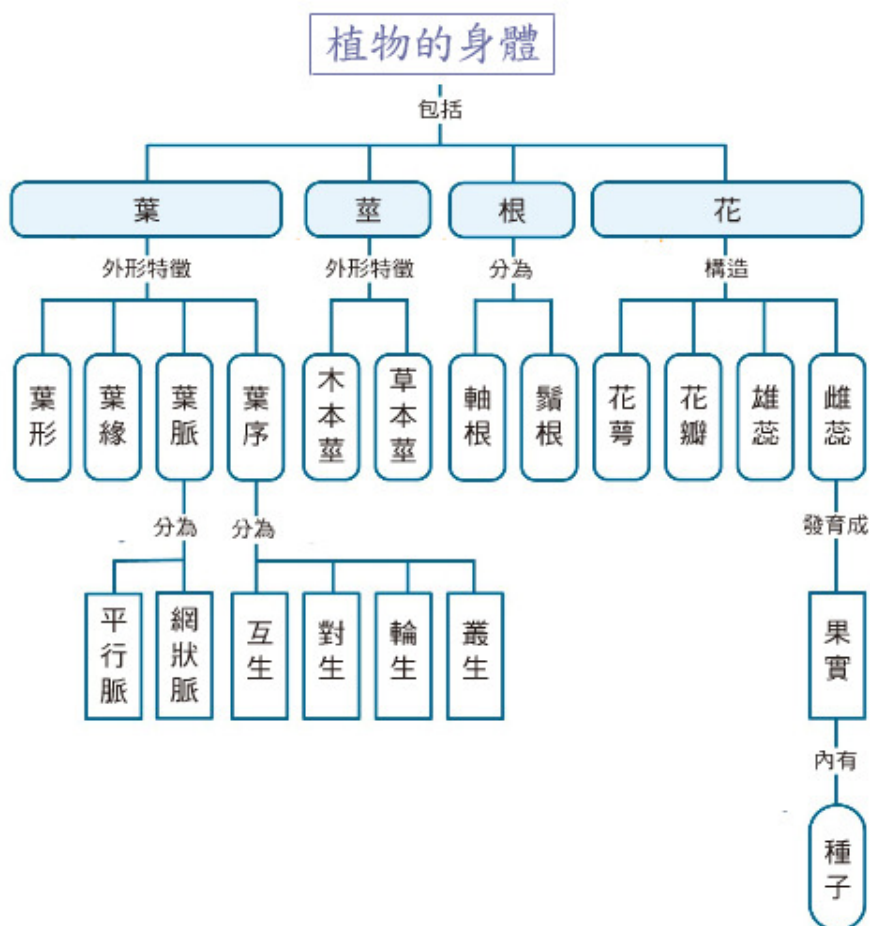 植物的身體
包括
葉
莖
根
花
外形特徵
外形特徵
分為
構造
葉形
葉緣
葉脈
葉序
木本莖
草本莖
軸根
鬚根
花萼
花瓣
雄蕊
雌蕊
分為
分為
發育成
平行脈
網狀脈
互生
對生
輪生
叢生
果實
內有
種子